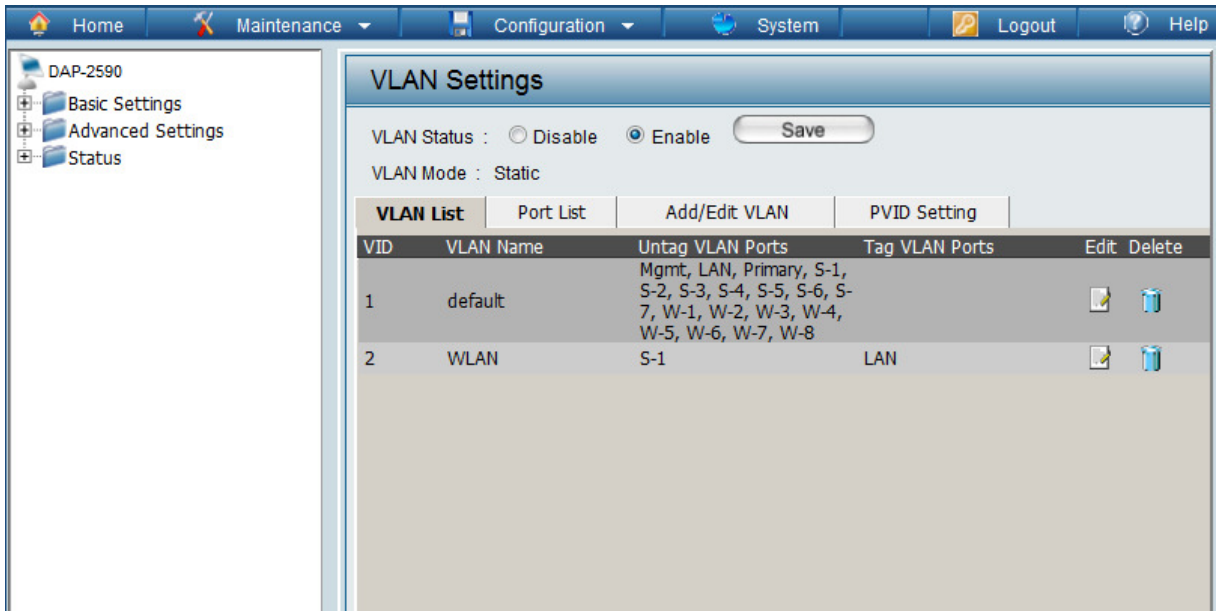 Home Maintenance Configuration System Logout Help
DAP-2590
Basic Settings
Advanced Settings
Status
VLAN Settings
VLAN Status : Disable Enable Save
VLAN Mode : Static
VLAN List Port List Add/Edit VLAN PVID Setting
VID VLAN Name Untag VLAN Ports Tag VLAN Ports Edit Delete
Mgmt, LAN, Primary, S-1,
1 default S-2, S-3, S-4, S-5, S-6, S-
7, W-1, W-2, W-3, W-4,
W-5, W-6, W-7, W-8
2 WLAN S-1 LAN